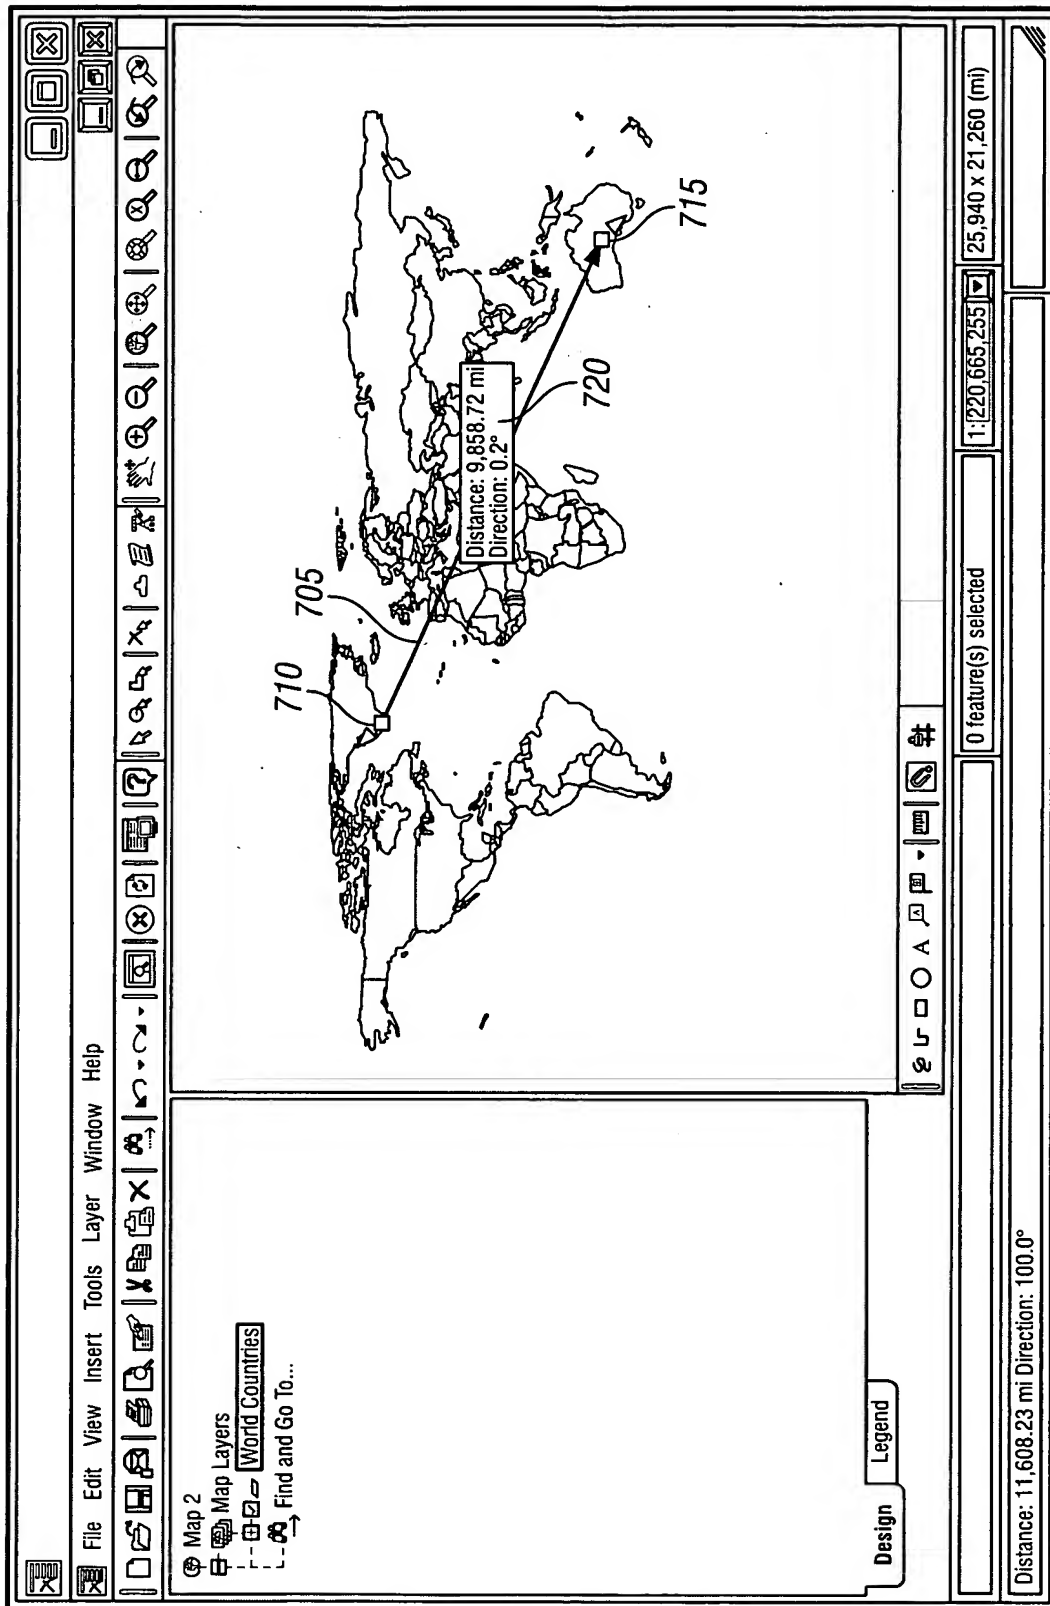 File Edit View Insert Tools Layer Window Help
Map 2
Map Layers
World Countries
Find and Go To...
Design
Legend
710
705
Distance: 9,858.72 mi
Direction: 0.2°
720
715
A
0 feature(s) selected
1:220,665,255
25,940 x 21,260 (mi)
Distance: 11,608.23 mi Direction: 100.0°